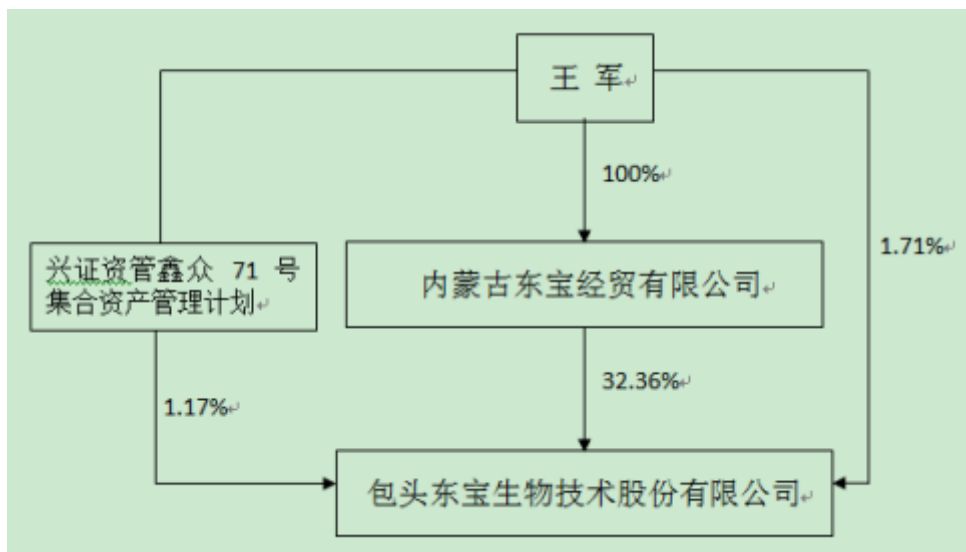 王 军
100%
1.71%
兴证资管鑫众 71 号
集合资产管理计划
内蒙古东宝经贸有限公司
32.36%
1.17%
包头东宝生物技术股份有限公司